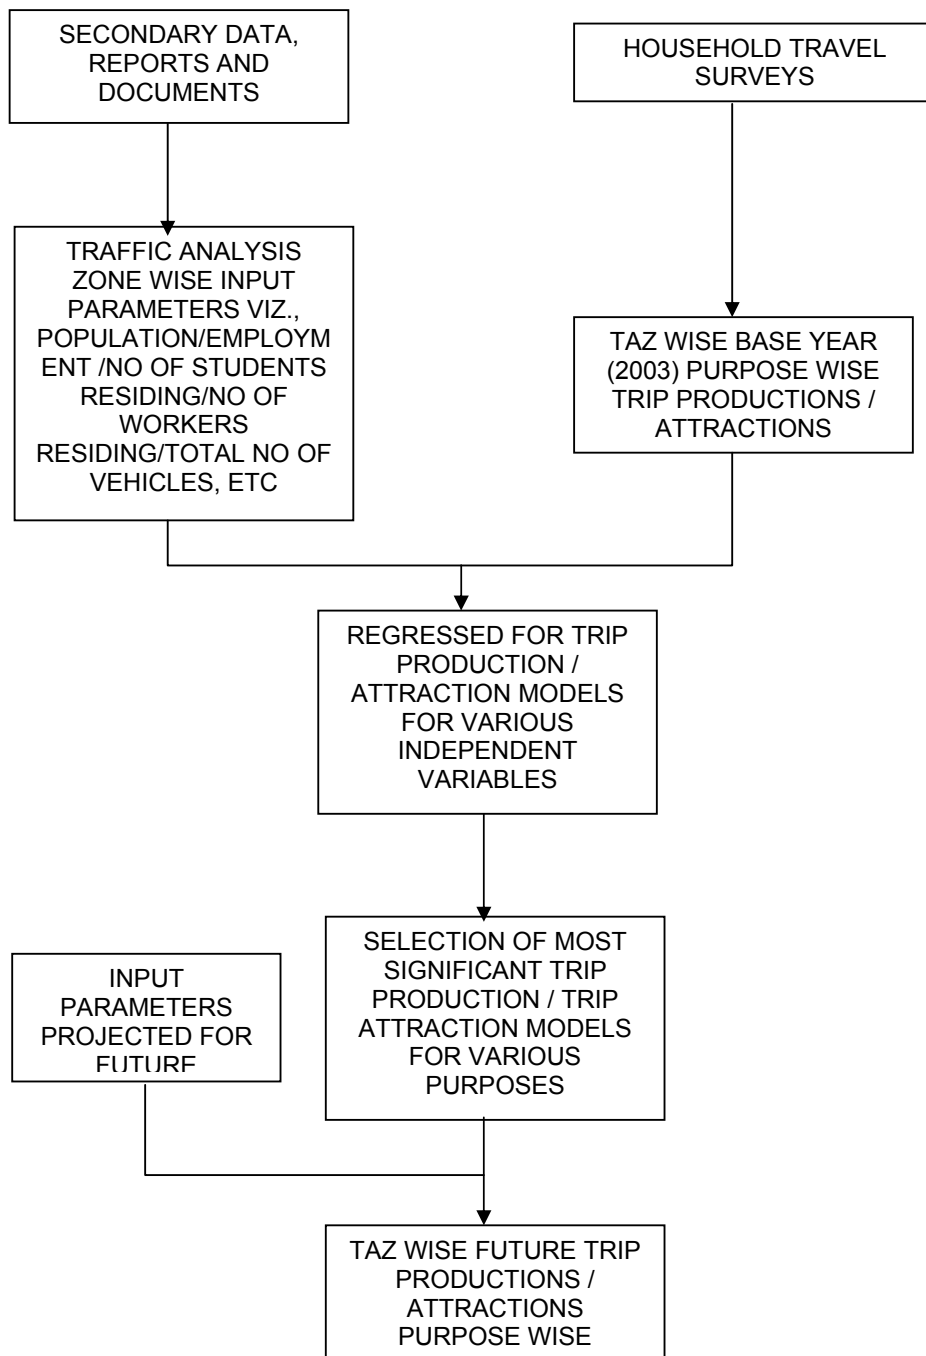 SECONDARY DATA,
REPORTS AND
DOCUMENTS
HOUSEHOLD TRAVEL
SURVEYS
TRAFFIC ANALYSIS
ZONE WISE INPUT
PARAMETERS VIZ.,
POPULATION/EMPLOYM
ENT /NO OF STUDENTS
RESIDING/NO OF
WORKERS
RESIDING/TOTAL NO OF
VEHICLES, ETC
TAZ WISE BASE YEAR
(2003) PURPOSE WISE
TRIP PRODUCTIONS /
ATTRACTIONS
REGRESSED FOR TRIP
PRODUCTION /
ATTRACTION MODELS
FOR VARIOUS
INDEPENDENT
VARIABLES
SELECTION OF MOST
SIGNIFICANT TRIP
PRODUCTION / TRIP
ATTRACTION MODELS
FOR VARIOUS
PURPOSES
INPUT
PARAMETERS
PROJECTED FOR
FUTURE
TAZ WISE FUTURE TRIP
PRODUCTIONS /
ATTRACTIONS
PURPOSE WISE